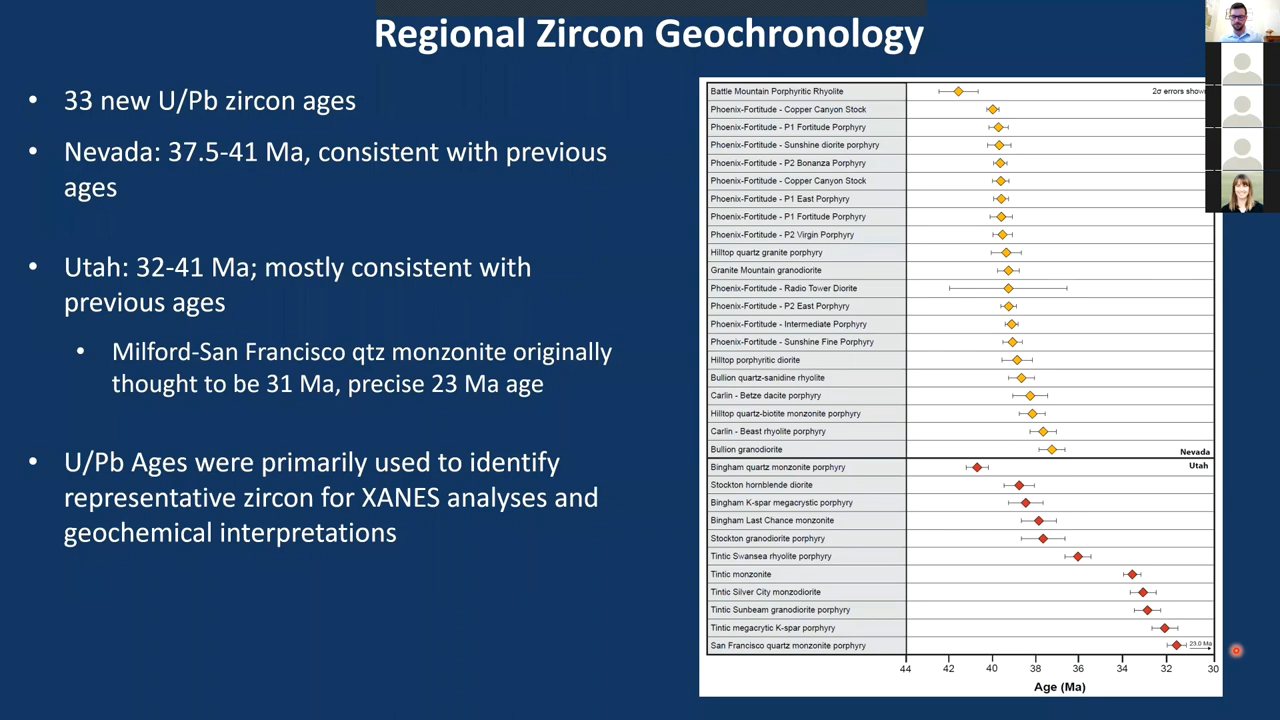 Regional Zircon Geochronology
• 33 new U/Pb zircon ages
• Nevada: 37.5-41 Ma, consistent with previous
ages
• Utah: 32-41 Ma; mostly consistent with
previous ages
• Milford-San Francisco qtz monzonite originally
thought to be 31 Ma, precise 23 Ma age
• U/Pb Ages were primarily used to identify
representative zircon for XANES analyses and
geochemical interpretations
Battle Mountain Porphyritic Rhyolite
2σ errors shown
Phoenix-Fortitude - Copper Canyon Stock
Phoenix-Fortitude - P1 Fortitude Porphyry
Phoenix-Fortitude - Sunshine diorite porphyry
Phoenix-Fortitude - P2 Bonanza Porphyry
Phoenix-Fortitude - Copper Canyon Stock
Phoenix-Fortitude - P1 East Porphyry
Phoenix-Fortitude - P1 Fortitude Porphyry
Phoenix-Fortitude - P2 Virgin Porphyry
Hilltop quartz granite porphyry
Granite Mountain granodiorite
Phoenix-Fortitude - Radio Tower Diorite
Phoenix-Fortitude - P2 East Porphyry
Phoenix-Fortitude - Intermediate Porphyry
Phoenix-Fortitude - Sunshine Fine Porphyry
Hilltop porphyritic diorite
Bullion quartz-sanidine rhyolite
Carlin - Betze dacite porphyry
Hilltop quartz-biotite monzonite porphyry
Carlin - Beast rhyolite porphyry
Bullion granodiorite
Nevada
Bingham quartz monzonite porphyry
Utah
Stockton hornblende diorite
Bingham K-spar megacrystic porphyry
Bingham Last Chance monzonite
Stockton granodiorite porphyry
Tintic Swansea rhyolite porphyry
Tintic monzonite
Tintic Silver City monzodiorite
Tintic Sunbeam granodiorite porphyry
Tintic megacrytic K-spar porphyry
San Francisco quartz monzonite porphyry
23.0 Ma
44 42 40 38 36 34 32 30
Age (Ma)